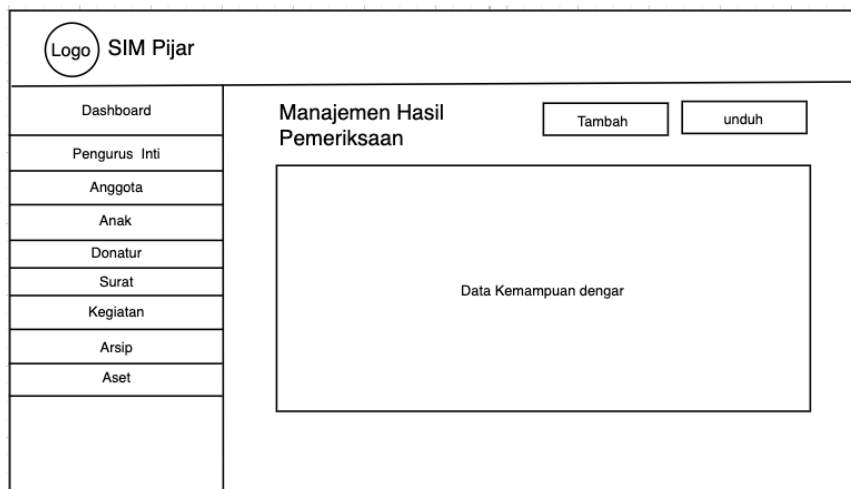 Logo
SIM Pijar
Dashboard
Pengurus Inti
Anggota
Anak
Donatur
Surat
Kegiatan
Arsip
Aset
Manajemen Hasil
Pemeriksaan
Tambah
unduh
Data Kemampuan dengar